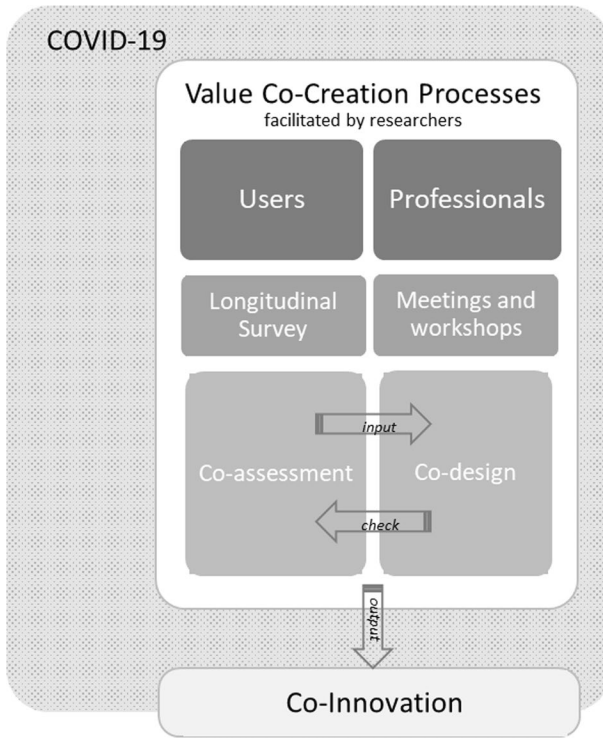 COVID-19
Value Co-Creation Processes
facilitated by researchers
Users
Professionals
Longitudinal
Survey
Meetings and
workshops
input
Co-assessment
Co-design
check
output
Co-Innovation